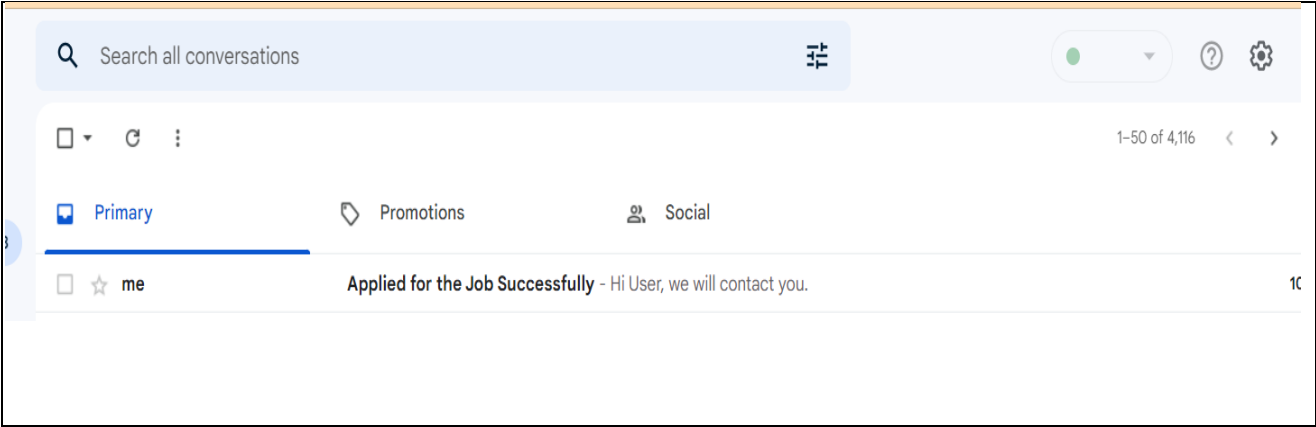 Search all conversations
1–50 of 4,116
Primary Promotions Social
me Applied for the Job Successfully - Hi User, we will contact you.